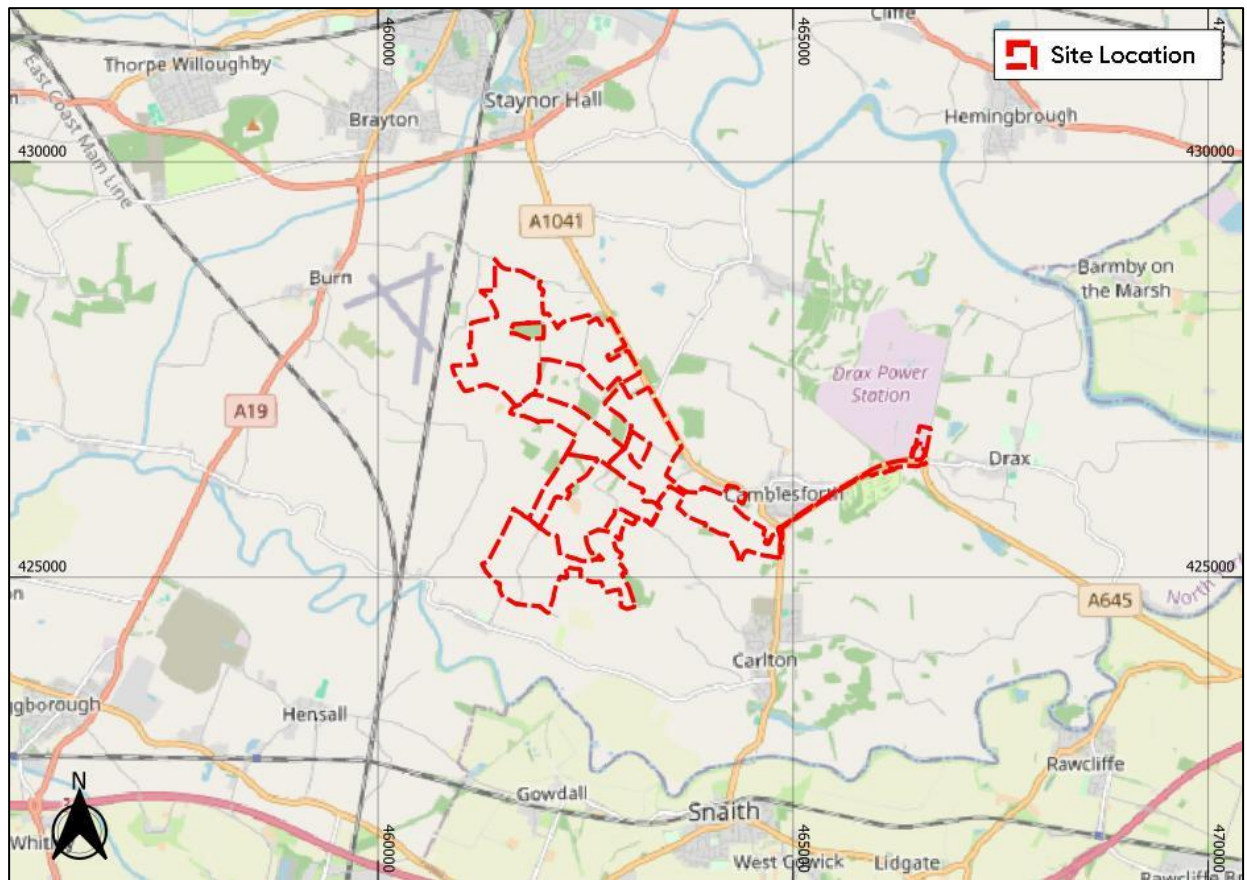 Site Location
460000
465000
Cliffe
Thorpe Willoughby
Staynor Hall
Brayton
Hemingbrough
East Coast Main Line
430000
430000
A1041
Burn
Barmby on
the Marsh
Drax Power
Station
A19
Drax
Camblesforth
425000
425000
North
A645
Carlton
gborough
Hensall
Rawcliffe
N
Gowdall
Snaith
460000
465000
470000
West Cowick
Lidgate